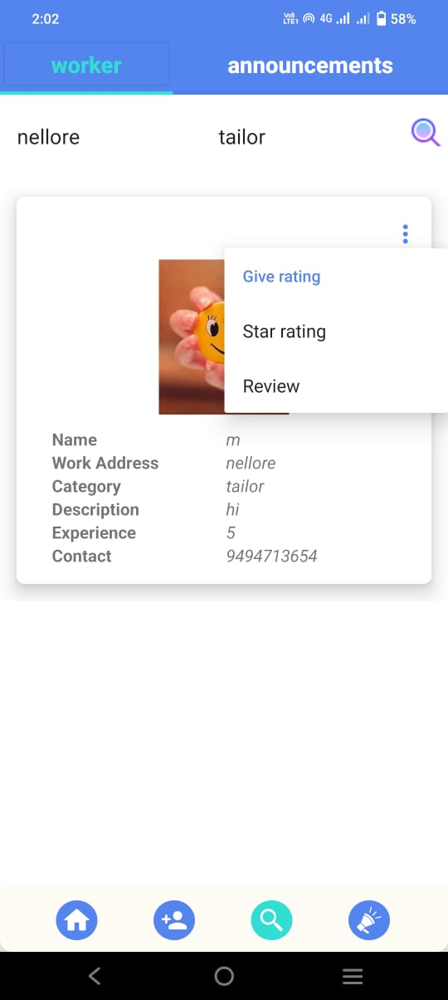 2:02 Vo) LTE1 4G 58%
worker announcements
nellore tailor
Give rating
Star rating
Review
Name m
Work Address nellore
Category tailor
Description hi
Experience 5
Contact 9494713654